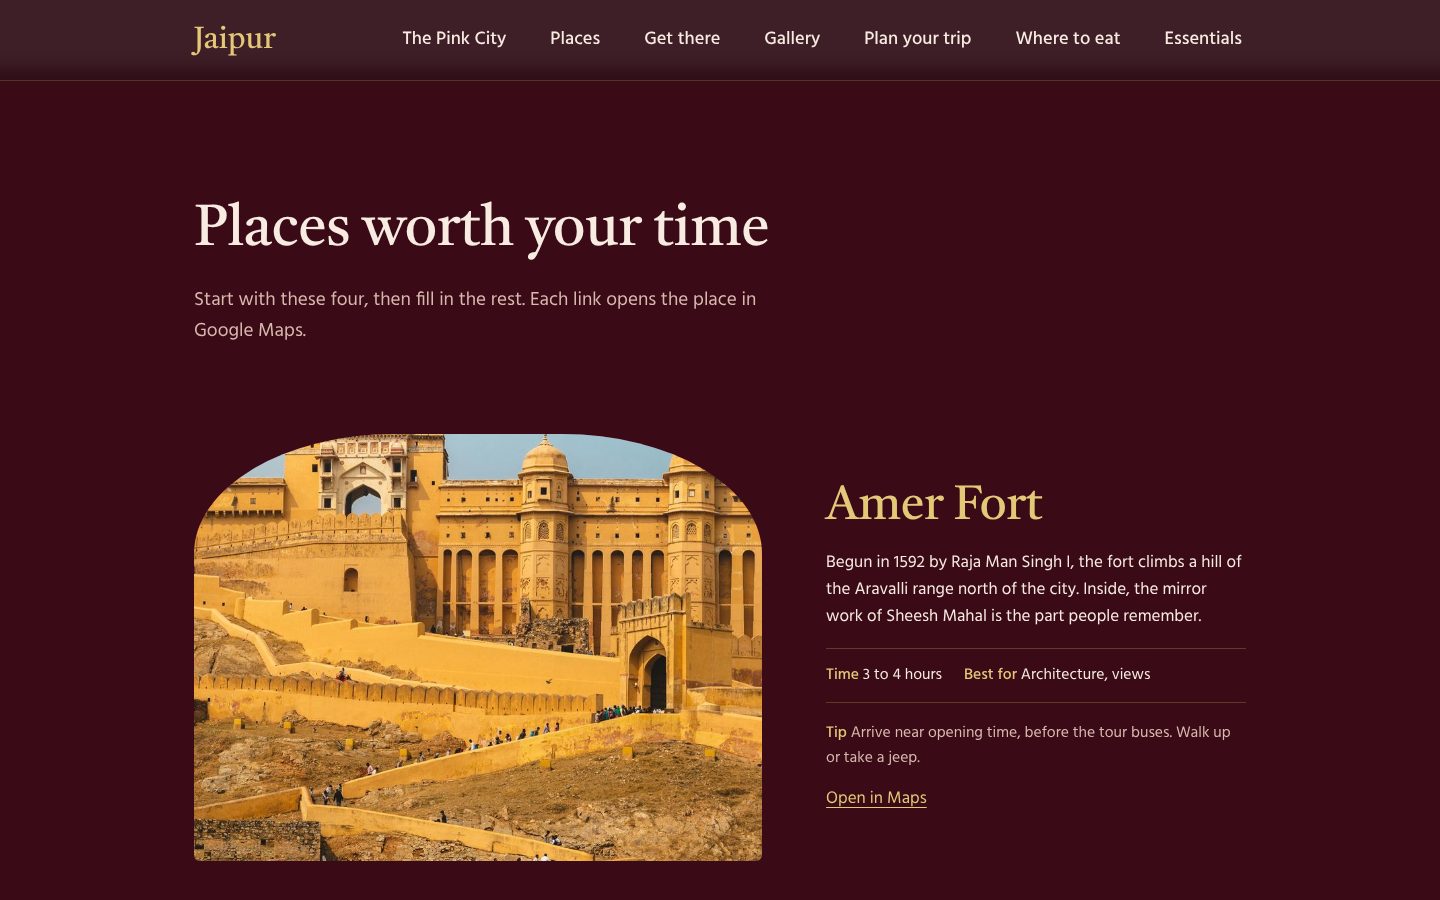 Jaipur
The Pink City
Places
Get there
Gallery
Plan your trip
Where to eat
Essentials
Places worth your time
Start with these four, then fill in the rest. Each link opens the place in
Google Maps.
Amer Fort
Begun in 1592 by Raja Man Singh I, the fort climbs a hill of
the Aravalli range north of the city. Inside, the mirror
work of Sheesh Mahal is the part people remember.
Time 3 to 4 hours Best for Architecture, views
Tip Arrive near opening time, before the tour buses. Walk up
or take a jeep.
Open in Maps